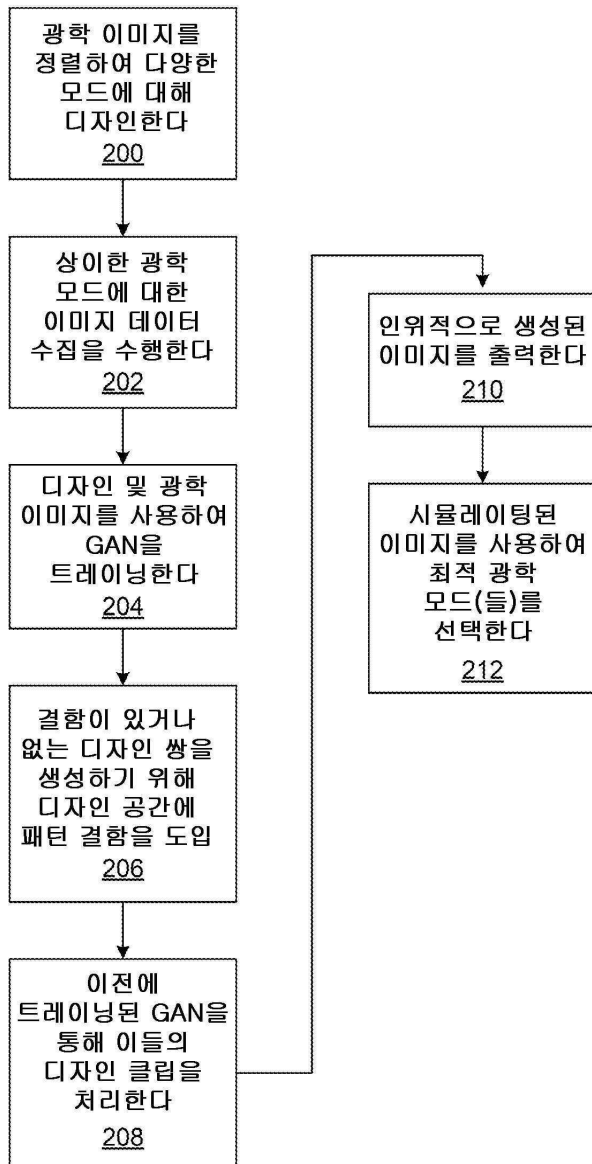 광학 이미지를
정렬하여 다양한
모드에 대해
디자인한다
200
상이한 광학
모드에 대한
이미지 데이터
수집을 수행한다
202
디자인 및 광학
이미지를 사용하여
GAN을
트레이닝한다
204
결함이 있거나
없는 디자인 쌍을
생성하기 위해
디자인 공간에
패턴 결함을 도입
206
이전에
트레이닝된 GAN을
통해 이들의
디자인 클립을
처리한다
208
인위적으로 생성된
이미지를 출력한다
210
시뮬레이팅된
이미지를 사용하여
최적 광학
모드(들)를
선택한다
212